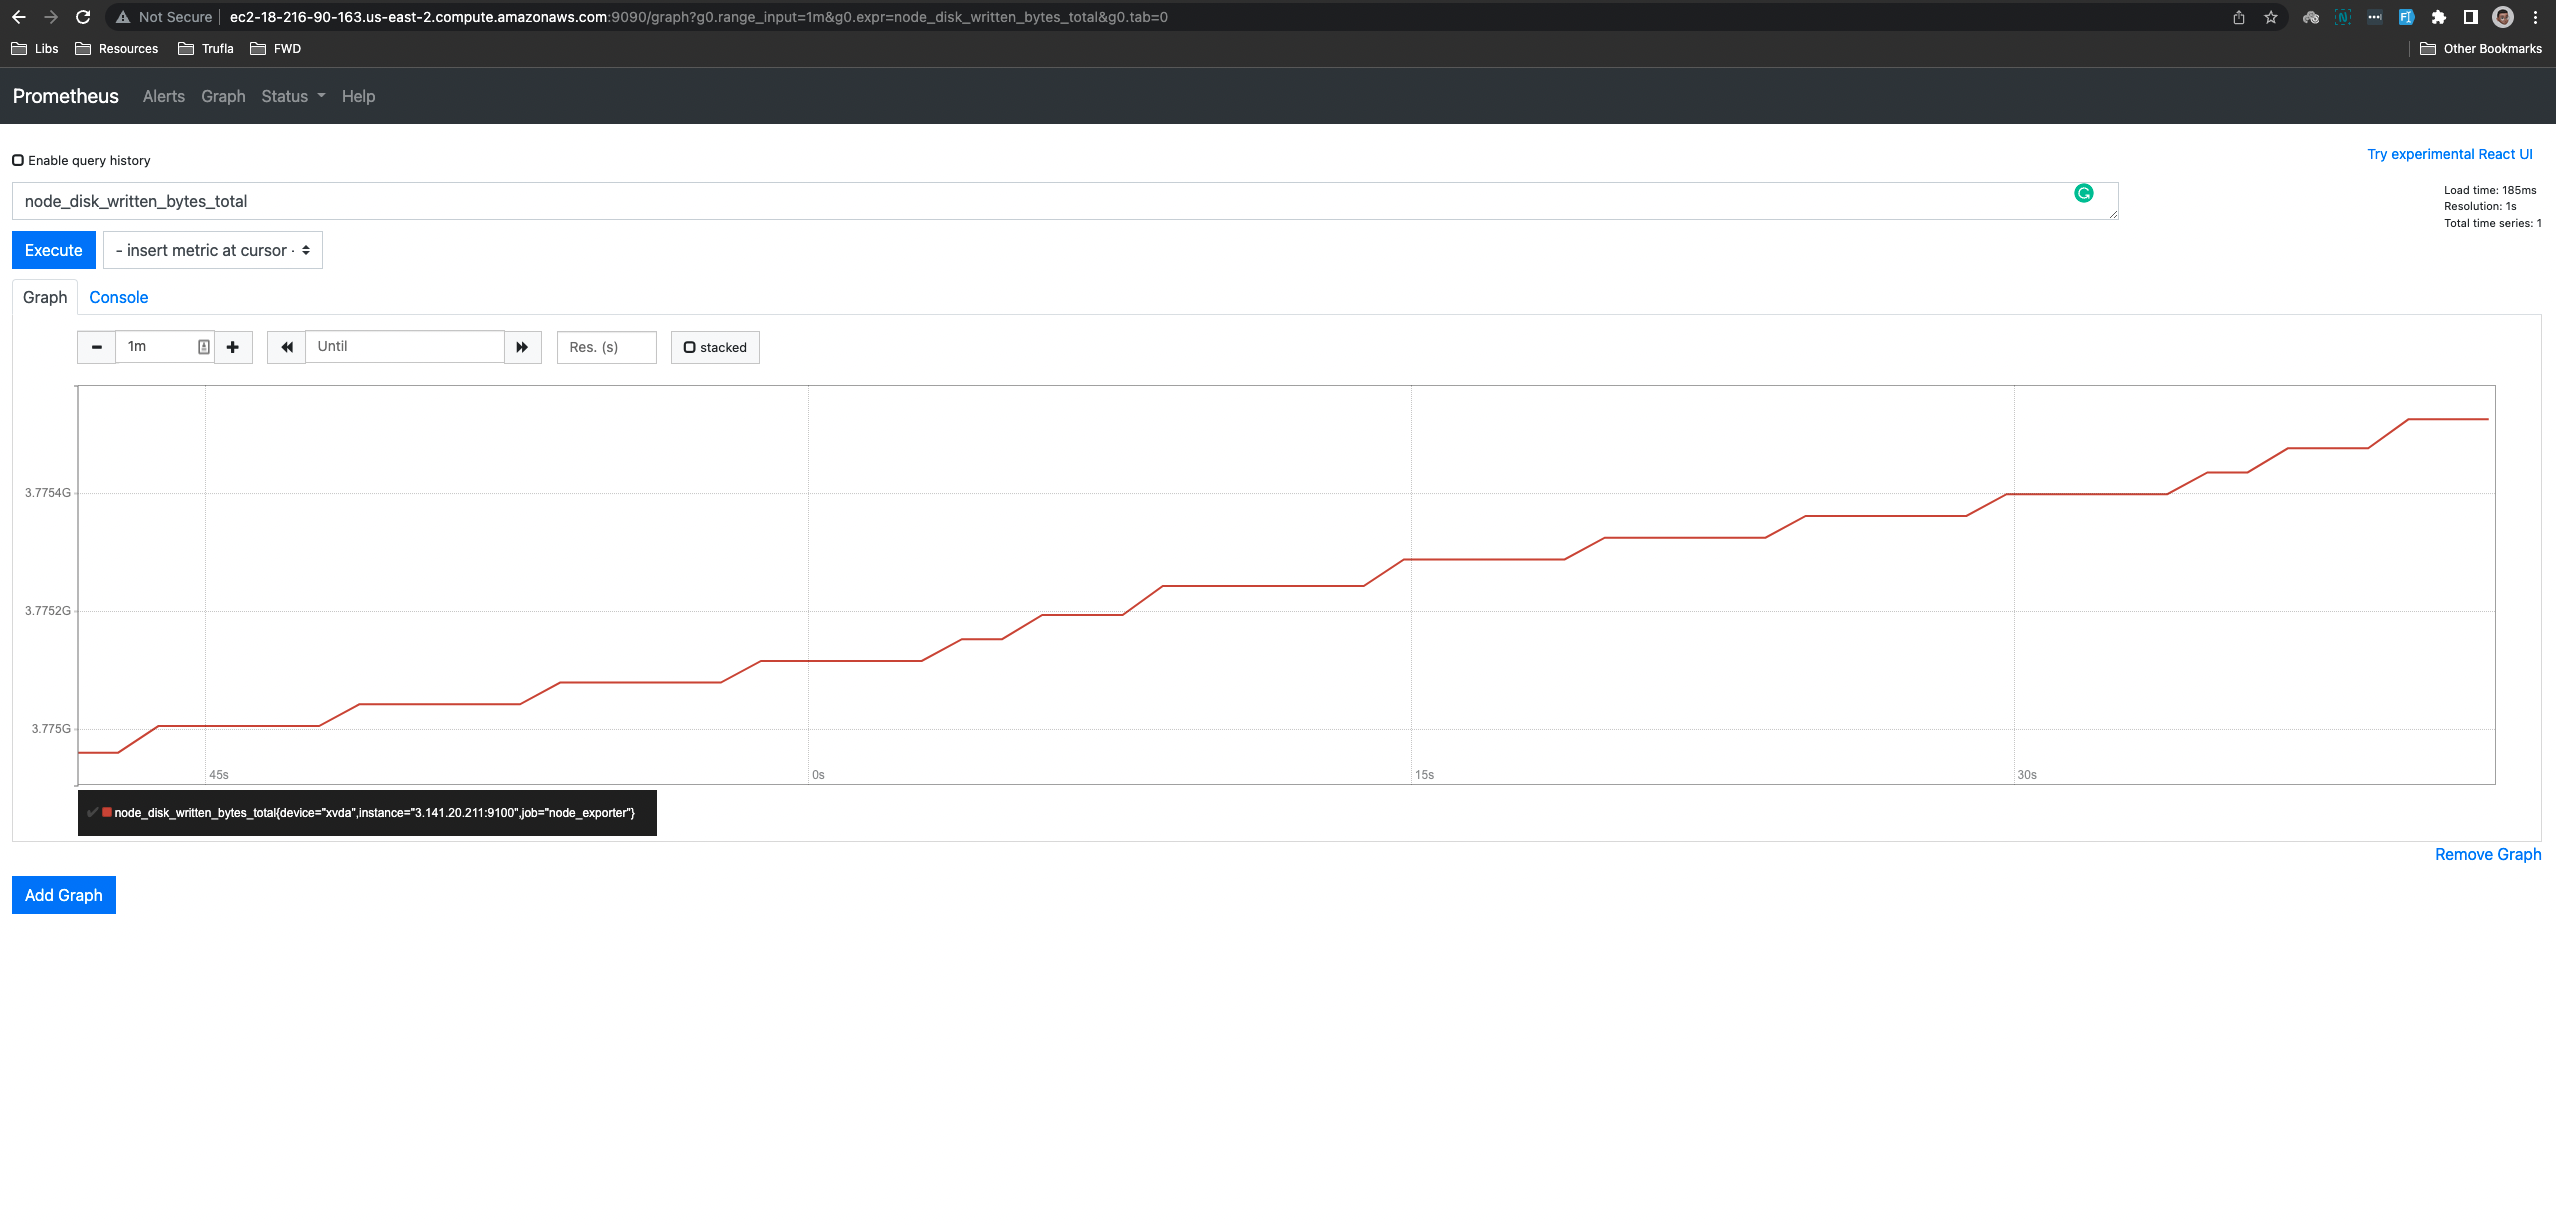 Not Secure ec2-18-216-90-163.us-east-2.compute.amazonaws.com:9090/graph?g0.range_input=1m&g0.expr=node_disk_written_bytes_total&g0.tab=0
Libs Resources Trufla FWD Other Bookmarks
Prometheus Alerts Graph Status Help
Enable query history
Try experimental React UI
node_disk_written_bytes_total
Load time: 185ms
Resolution: 1s
Total time series: 1
Execute - insert metric at cursor -
Graph Console
1m Until Res. (s) stacked
3.7754G
3.7752G
3.775G
45s 0s 15s 30s
node_disk_written_bytes_total{device="xvda",instance="3.141.20.211:9100",job="node_exporter"}
Remove Graph
Add Graph